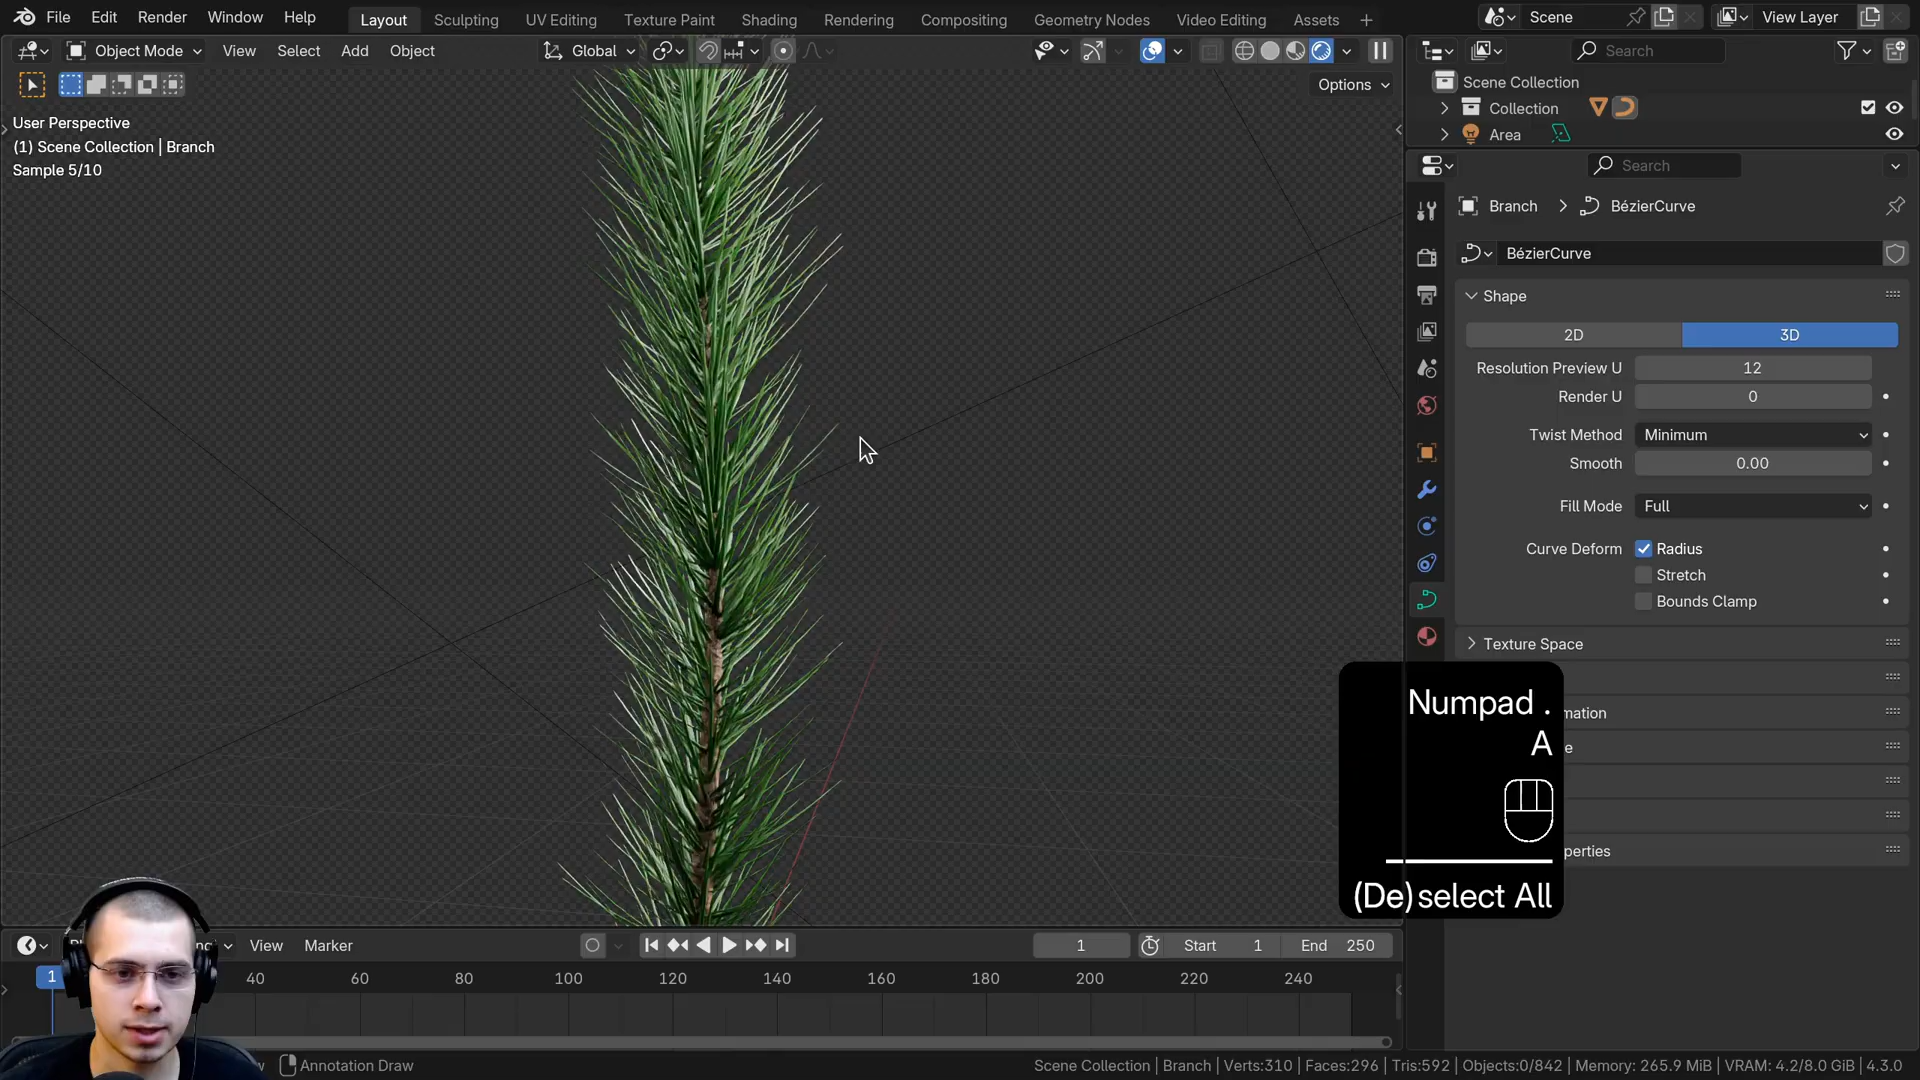 File Edit Render Window Help Layout Sculpting UV Editing Texture Paint Shading Rendering Compositing Geometry Nodes Video Editing Assets + Scene View Layer
Object Mode View Select Add Object Global Search
Options
User Perspective
(1) Scene Collection | Branch
Sample 5/10
Scene Collection
Collection
Area
Search
Branch > BézierCurve
BézierCurve
Shape
2D 3D
Resolution Preview U 12
Render U 0
Twist Method Minimum
Smooth 0.00
Fill Mode Full
Curve Deform Radius
Stretch
Bounds Clamp
Texture Space
mation
e
perties
Numpad .
A
(De)select All
View Marker 1 Start 1 End 250
1 40 60 80 100 120 140 160 180 200 220 240
Annotation Draw
Scene Collection | Branch | Verts:310 | Faces:296 | Tris:592 | Objects:0/842 | Memory: 265.9 MiB | VRAM: 4.2/8.0 GiB | 4.3.0